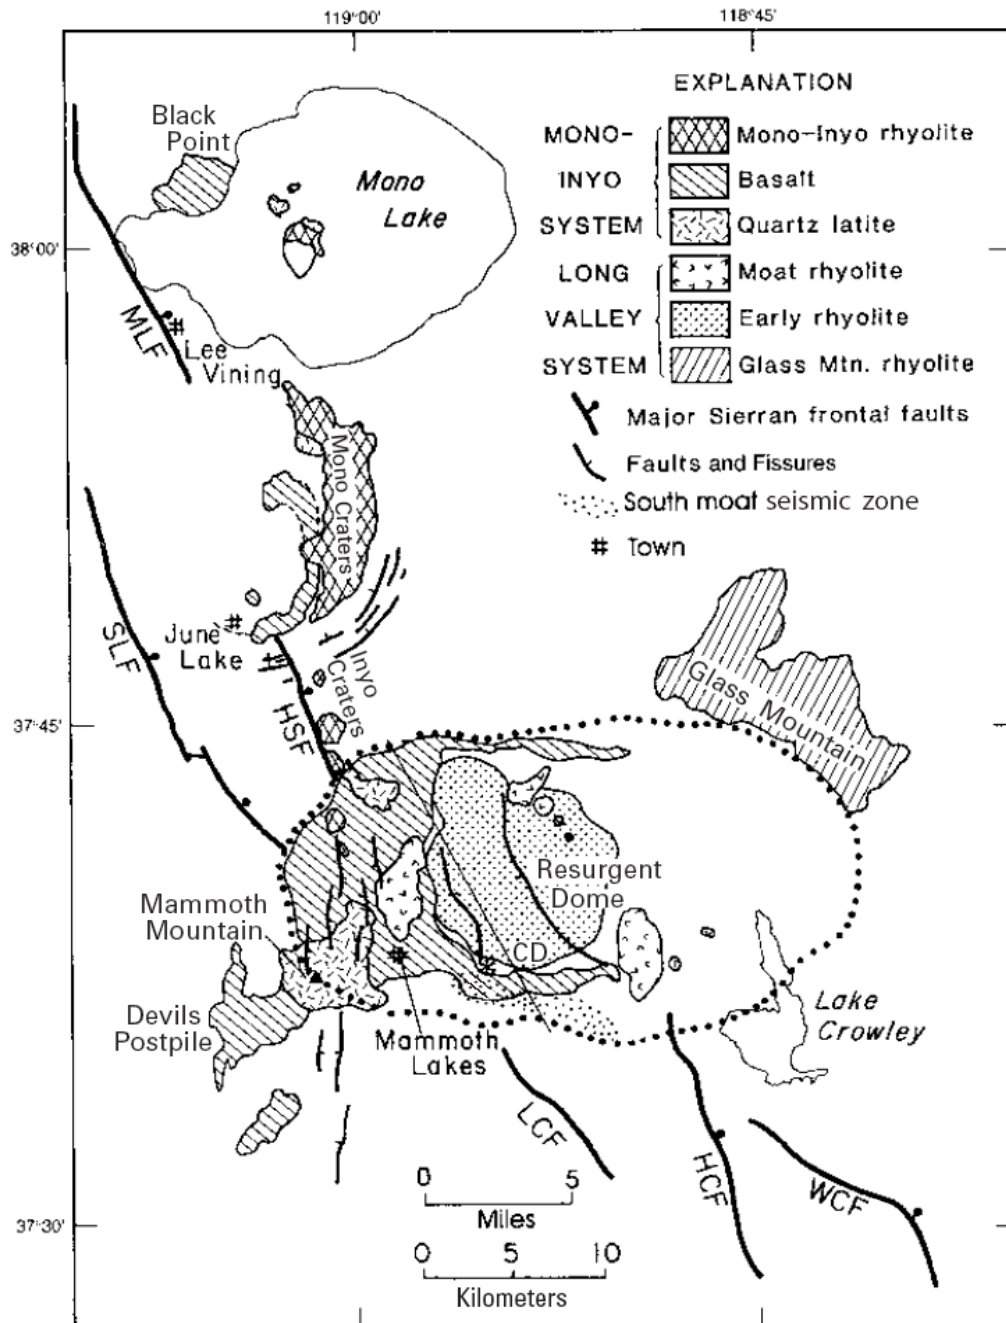 119°00'
118°45'
EXPLANATION
MONO-
INYO
SYSTEM
LONG
VALLEY
SYSTEM
Mono-Inyo rhyolite
Basalt
Quartz latite
Moat rhyolite
Early rhyolite
Glass Mtn. rhyolite
Major Sierran frontal faults
Faults and Fissures
South moat seismic zone
# Town
Black
Point
Mono
Lake
38°00'
MLF
Lee
Vining
Mono Craters
SLF
June
Lake
Inyo
Craters
HSF
37°45'
Glass Mountain
Resurgent
Dome
Mammoth
Mountain
CD
Devils
Postpile
Mammoth
Lakes
Lake
Crowley
LCF
HCF
WCF
37°30'
0 5
Miles
0 5 10
Kilometers